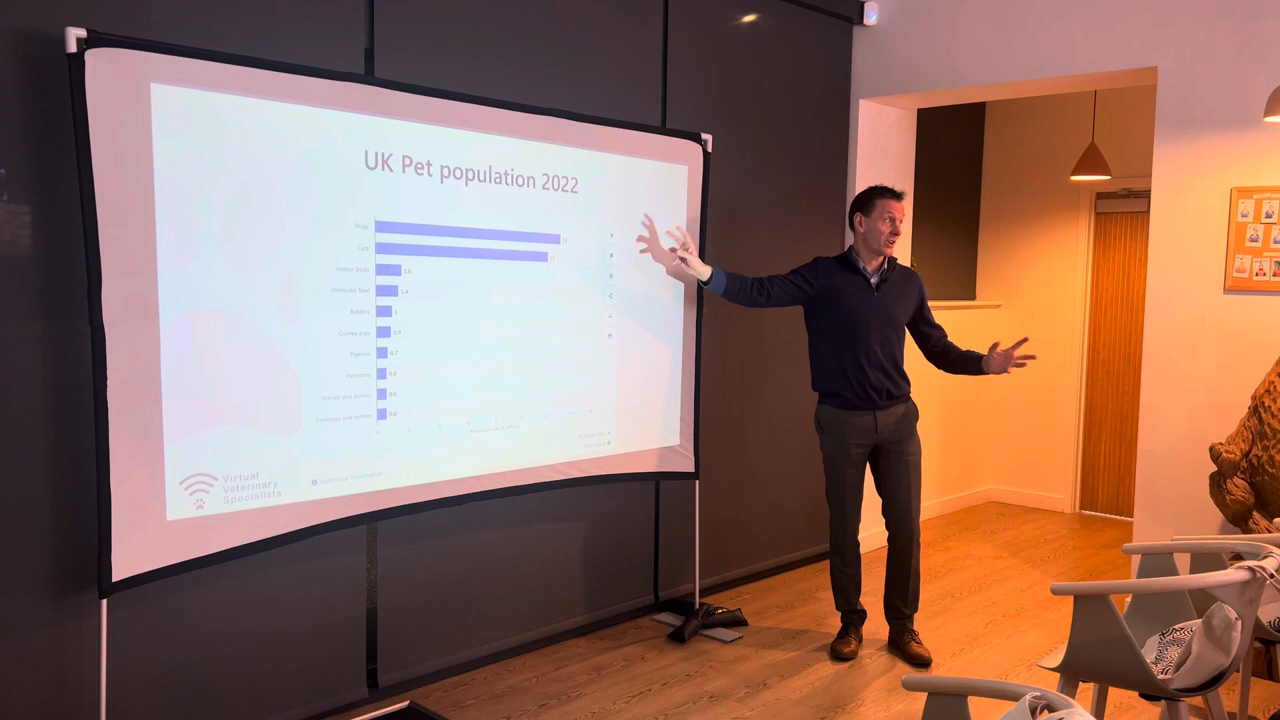 UK Pet population 2022
Dogs
Cats
12
Indoor birds
1.6
Domestic fowl
1.4
Rabbits
1
Guinea pigs
0.8
Pigeons
0.7
Hamsters
0.6
Horses and ponies
0.6
Tortoises and turtles
0.6
Additional Information
Virtual
Veterinary
Specialists